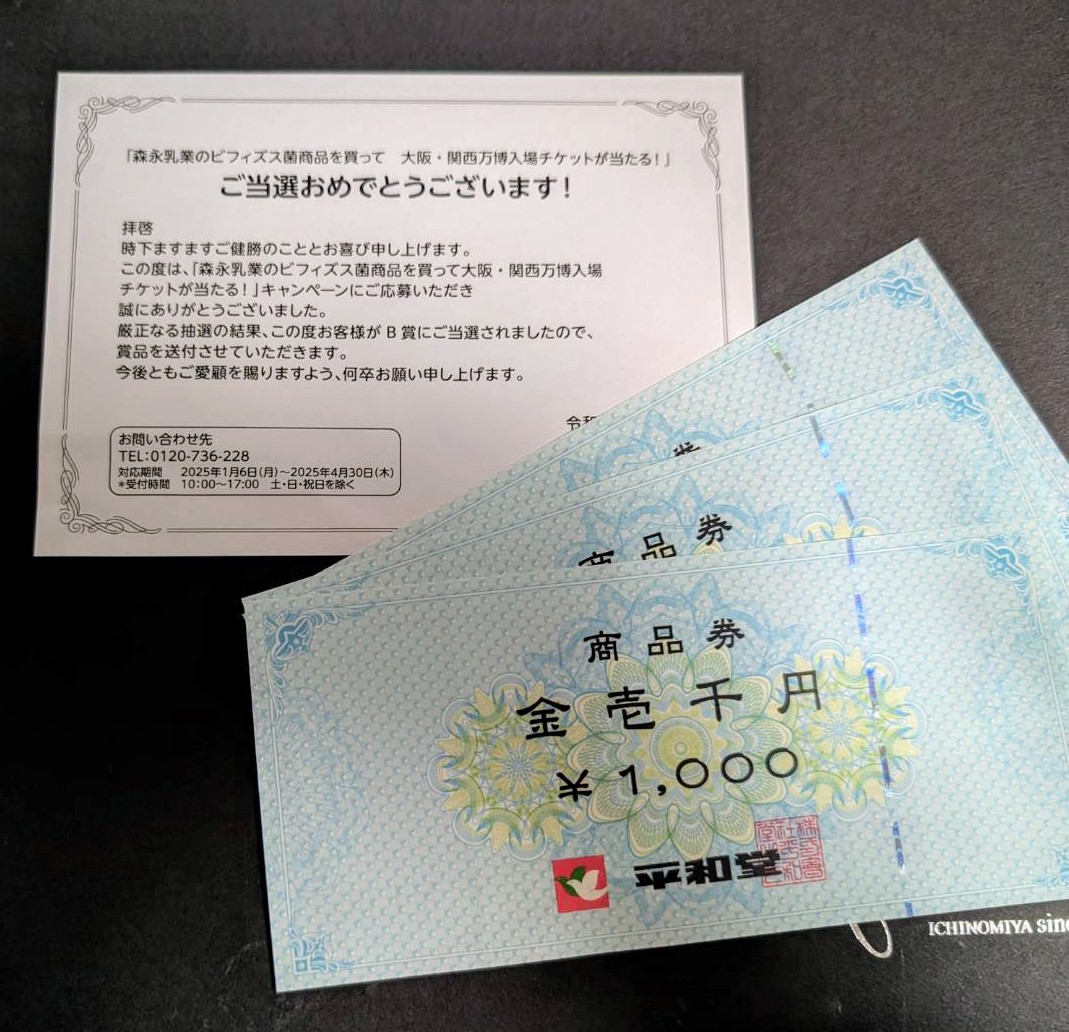 「森永乳業のビフィズス菌商品を買って 大阪・関西万博入場チケットが当たる!」
ご当選おめでとうございます!
拝啓
時下ますますご健勝のこととお喜び申し上げます。
この度は、「森永乳業のビフィズス菌商品を買って大阪・関西万博入場
チケットが当たる!」キャンペーンにご応募いただき
誠にありがとうございました。
厳正なる抽選の結果、この度お客様が B 賞にご当選されましたので、
賞品を送付させていただきます。
今後ともご愛顧を賜りますよう、何卒お願い申し上げます。
令和
お問い合わせ先
TEL:0120-736-228
対応期間 2025年1月6日(月)～2025年4月30日(木)
*受付時間 10:00～17:00 土・日・祝日を除く
券
商品券
商品券
金壱千円
¥1,000
ICHINOMIYA